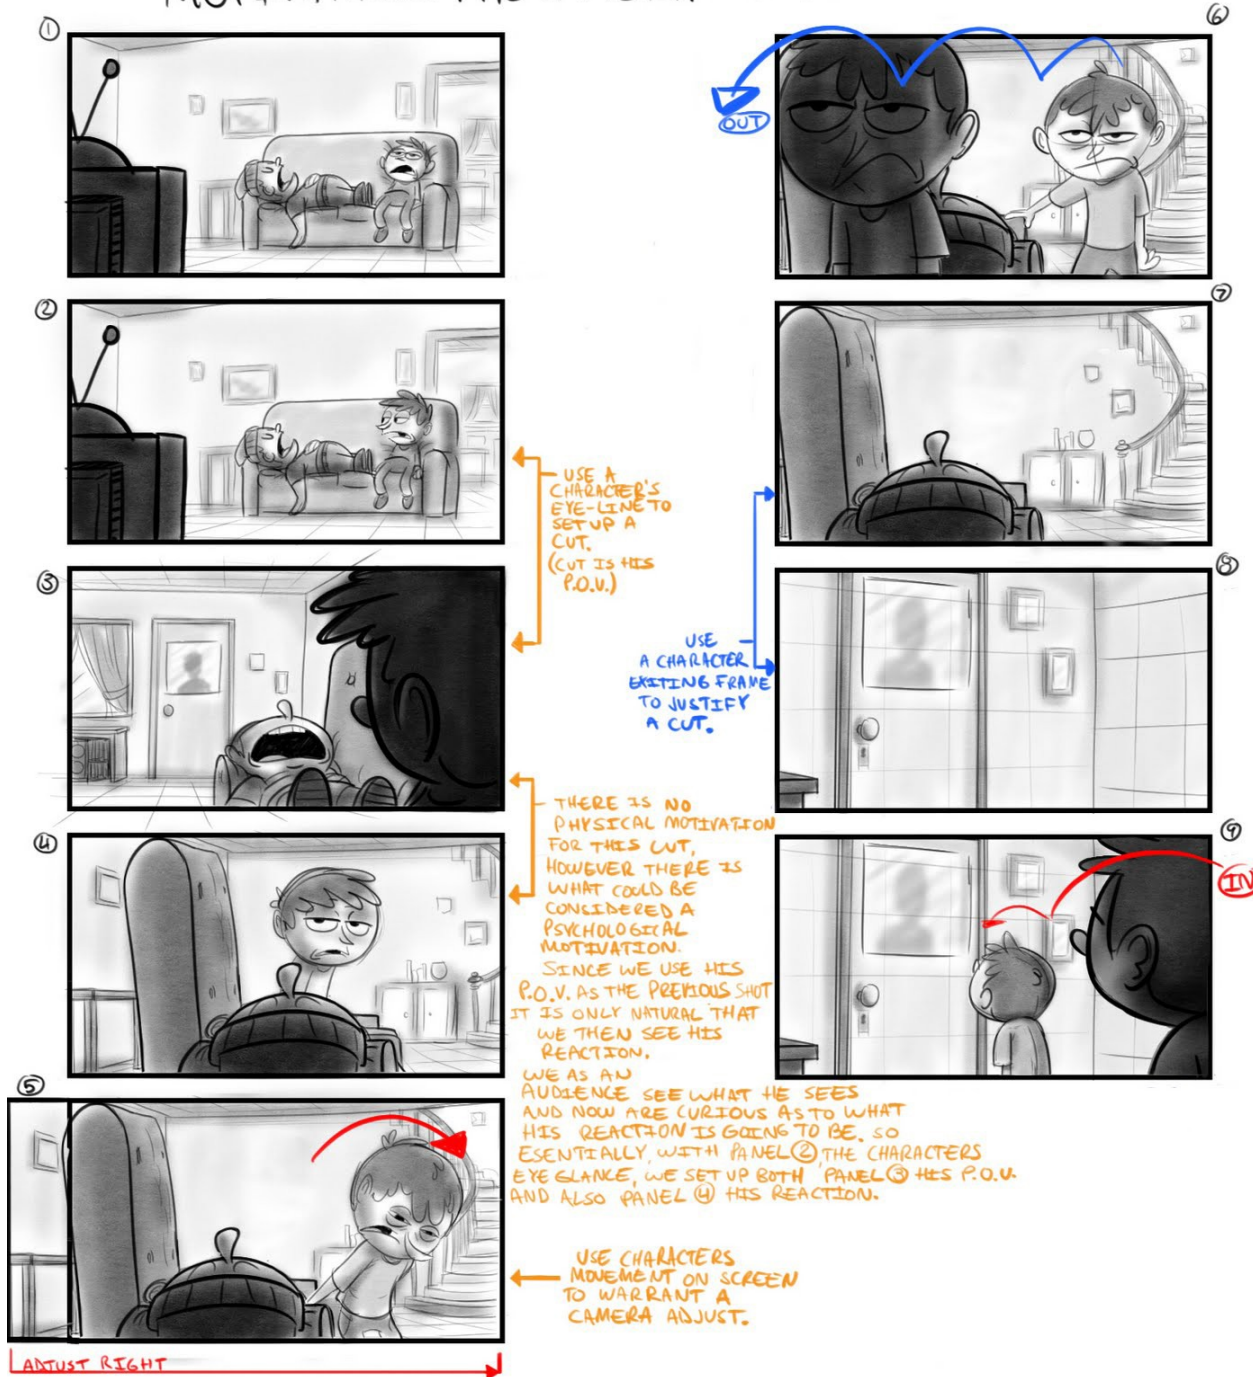 ①
②
USE A
CHARACTER'S
EYE-LINE TO
SET UP A
CUT.
(CUT IS HIS
P.O.V.)
③
THERE IS NO
PHYSICAL MOTIVATION
FOR THIS CUT,
HOWEVER THERE IS
WHAT COULD BE
CONSIDERED A
PSYCHOLOGICAL
MOTIVATION.
SINCE WE USE HIS
P.O.V. AS THE PREVIOUS SHOT
IT IS ONLY NATURAL THAT
WE THEN SEE HIS
REACTION.
WE AS AN
AUDIENCE SEE WHAT HE SEES
AND NOW ARE CURIOUS AS TO WHAT
HIS REACTION IS GOING TO BE. SO
ESENTIALLY, WITH PANEL ② THE CHARACTERS
EYE GLANCE, WE SET UP BOTH PANEL ③ HIS P.O.V.
AND ALSO PANEL ④ HIS REACTION.
④
⑤
USE CHARACTERS
MOVEMENT ON SCREEN
TO WARRANT A
CAMERA ADJUST.
ADJUST RIGHT
⑥
OUT
⑦
USE
A CHARACTER
EXITING FRAME
TO JUSTIFY
A CUT.
⑧
⑨
IN